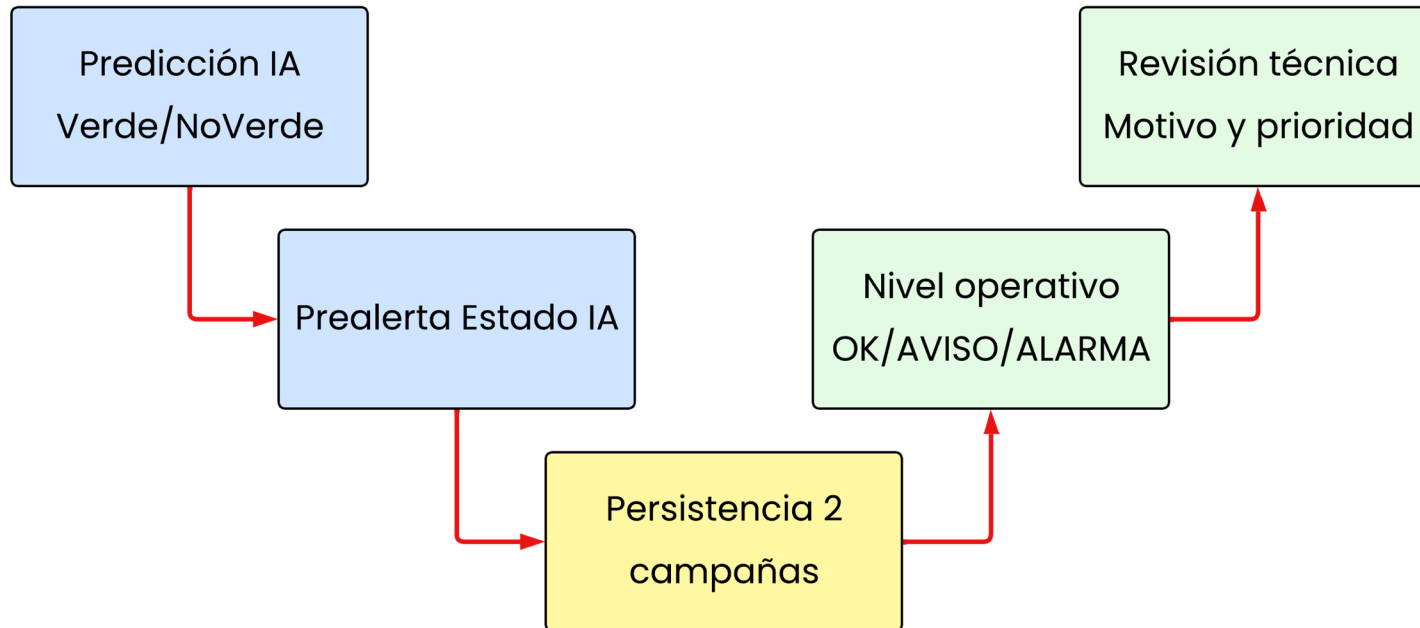 Predicción IA
Verde/NoVerde
Prealerta Estado IA
Persistencia 2
campañas
Nivel operativo
OK/AVISO/ALARMA
Revisión técnica
Motivo y prioridad